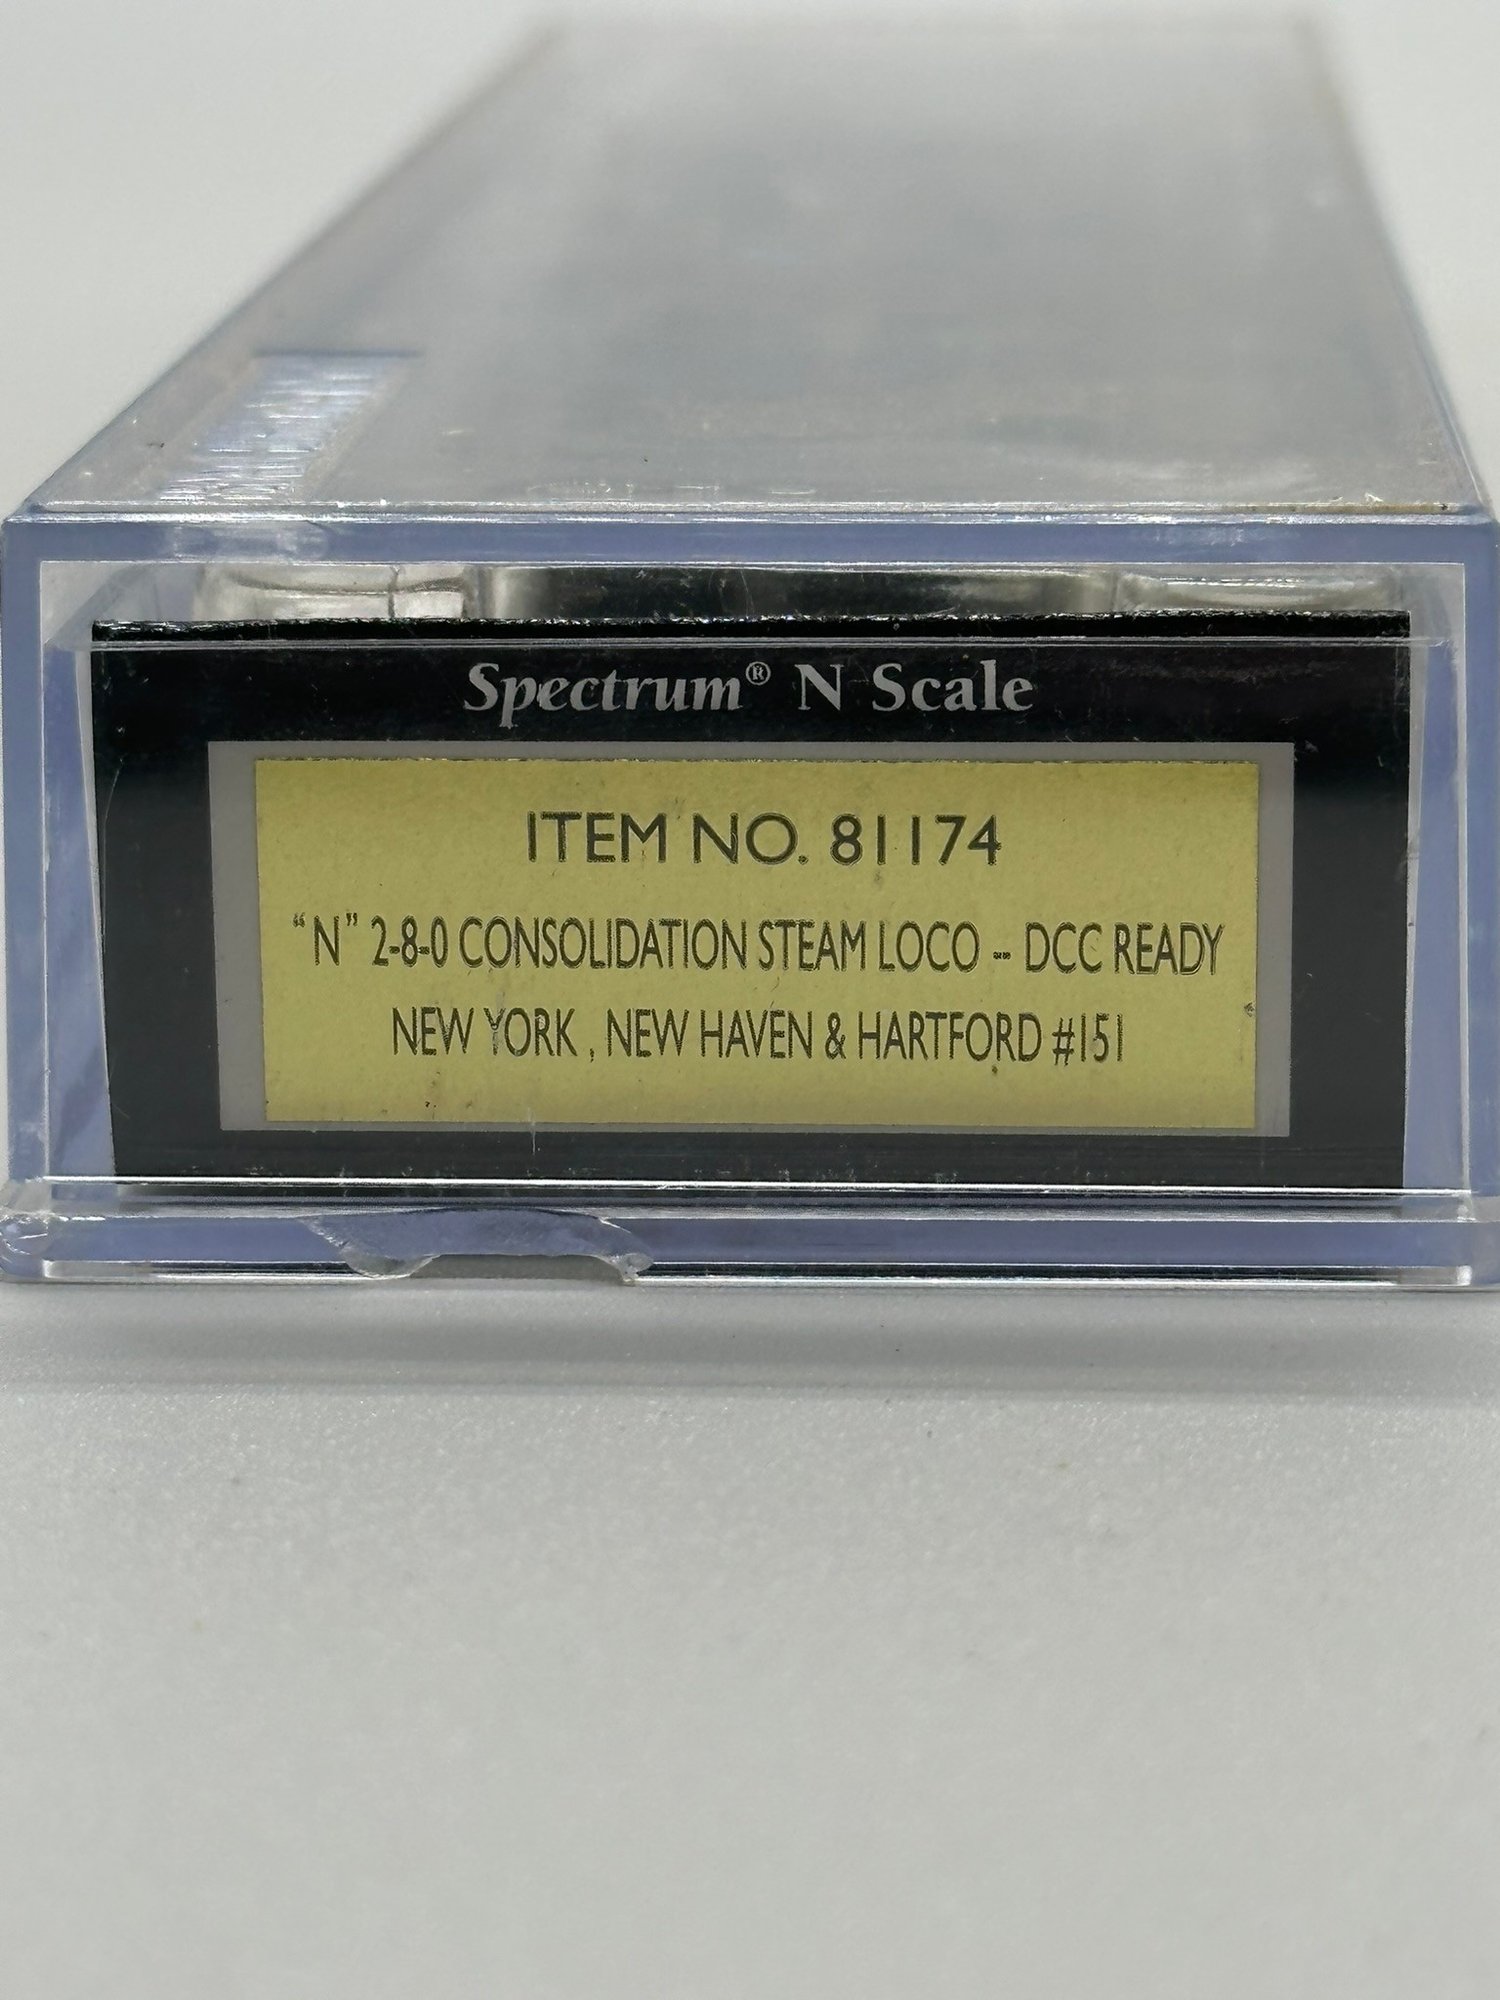 Spectrum® N Scale
ITEM NO. 81174
“N” 2-8-0 CONSOLIDATION STEAM LOCO -- DCC READY
NEW YORK , NEW HAVEN & HARTFORD #151